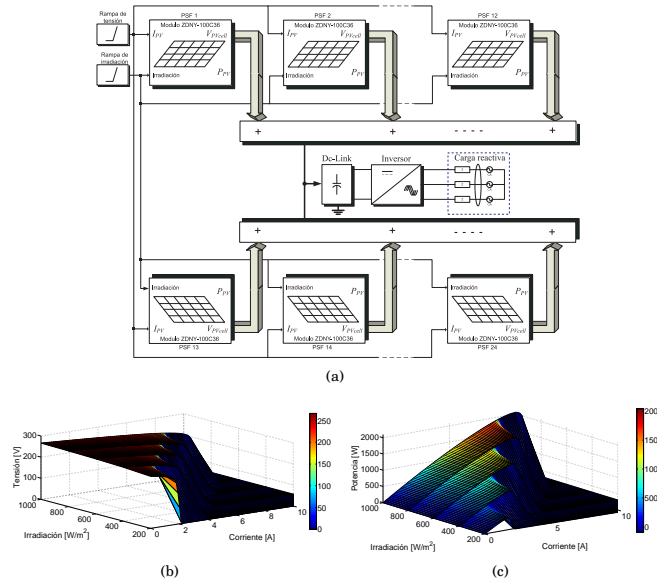 Rampa de
tensión
Rampa de
irradiación
PSF 1
Modulo ZDNY-100C36
I_PV
V_PVcell
Irradiación
P_PV
PSF 2
Modulo ZDNY-100C36
I_PV
V_PVcell
Irradiación
P_PV
PSF 12
Modulo ZDNY-100C36
I_PV
V_PVcell
Irradiación
P_PV
+ + - - - - +
Dc-Link
Inversor
Carga reactiva
+ + - - - - +
Irradiación
P_PV
I_PV
V_PVcell
Modulo ZDNY-100C36
PSF 13
Irradiación
P_PV
I_PV
V_PVcell
Modulo ZDNY-100C36
PSF 14
Irradiación
P_PV
I_PV
V_PVcell
Modulo ZDNY-100C36
PSF 24
(a)
Tensión [V]
300
200
100
0
1000
800
600
400
200
Irradiación [W/m²]
0
2
4
6
8
10
Corriente [A]
250
200
150
100
50
0
(b)
Potencia [W]
2000
1500
1000
500
0
1000
800
600
400
200
Irradiación [W/m²]
0
5
10
Corriente [A]
200
150
100
500
0
(c)